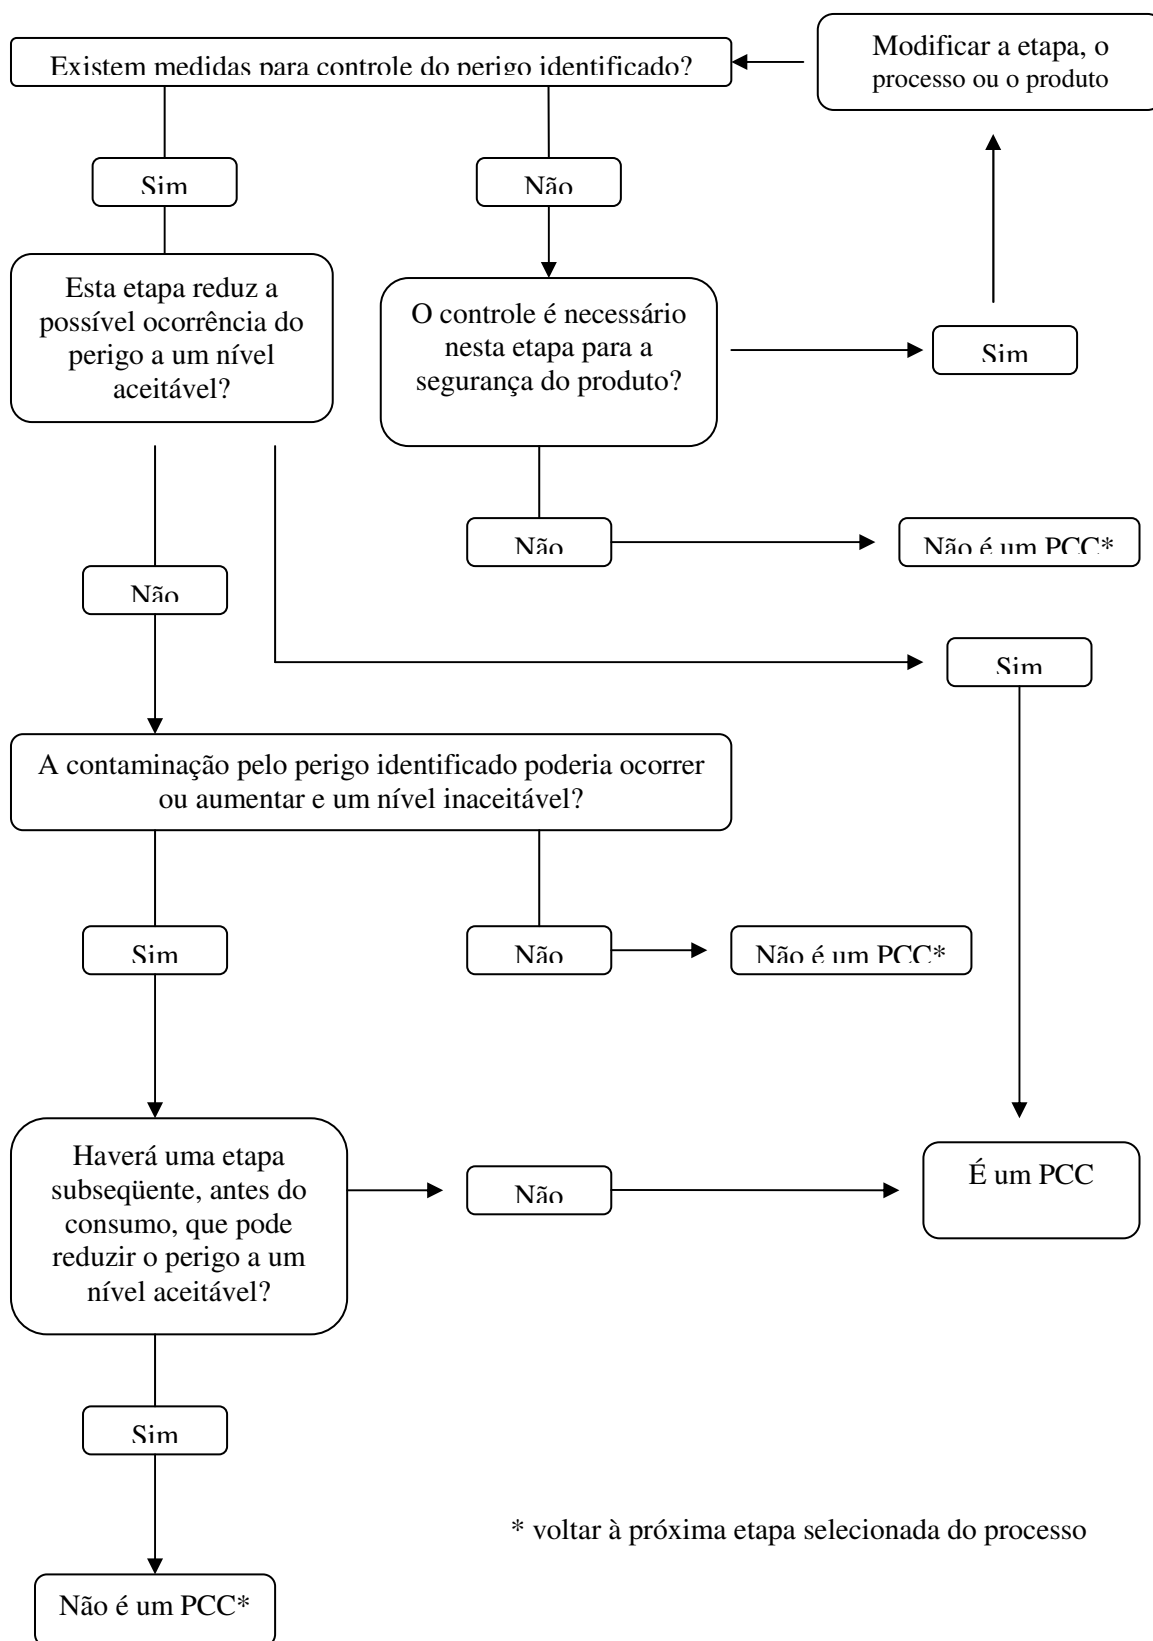 Existem medidas para controle do perigo identificado?
Modificar a etapa, o
processo ou o produto
Sim
Não
Esta etapa reduz a
possível ocorrência do
perigo a um nível
aceitável?
O controle é necessário
nesta etapa para a
segurança do produto?
Sim
Não
Não é um PCC*
Não
Sim
A contaminação pelo perigo identificado poderia ocorrer
ou aumentar e um nível inaceitável?
Sim
Não
Não é um PCC*
Haverá uma etapa
subseqüente, antes do
consumo, que pode
reduzir o perigo a um
nível aceitável?
Não
É um PCC
Sim
* voltar à próxima etapa selecionada do processo
Não é um PCC*